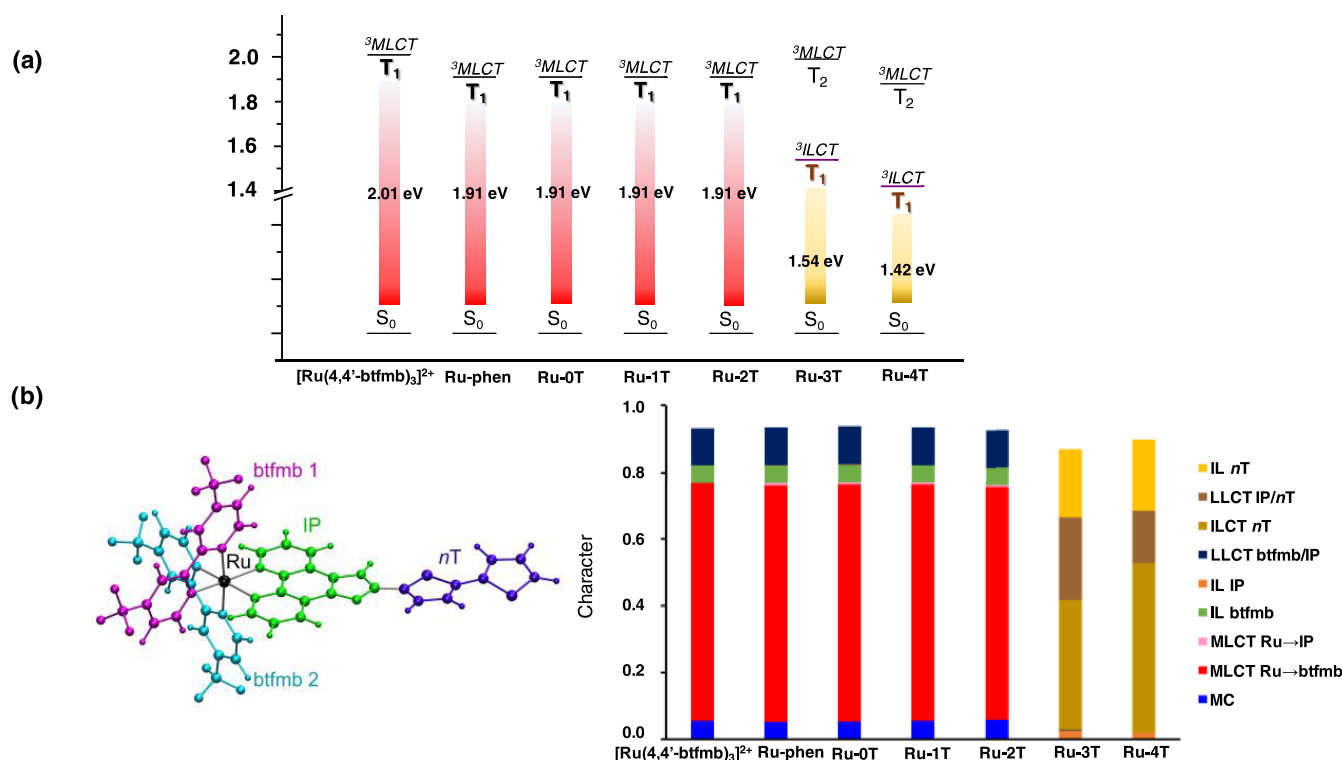 (a)
2.0
1.8
1.6
1.4
³MLCT
T₁
2.01 eV
S₀
³MLCT
T₁
1.91 eV
S₀
³MLCT
T₁
1.91 eV
S₀
³MLCT
T₁
1.91 eV
S₀
³MLCT
T₁
1.91 eV
S₀
³MLCT
T₂
³ILCT
T₁
1.54 eV
S₀
³MLCT
T₂
³ILCT
T₁
1.42 eV
S₀
[Ru(4,4'-btfmb)₃]²⁺ Ru-phen Ru-0T Ru-1T Ru-2T Ru-3T Ru-4T
(b)
btfmb 1
IP
Ru
nT
btfmb 2
Character
1.0
0.8
0.6
0.4
0.2
0.0
[Ru(4,4'-btfmb)₃]²⁺ Ru-phen Ru-0T Ru-1T Ru-2T Ru-3T Ru-4T
IL nT
LLCT IP/nT
ILCT nT
LLCT btfmb/IP
IL IP
IL btfmb
MLCT Ru→IP
MLCT Ru→btfmb
MC